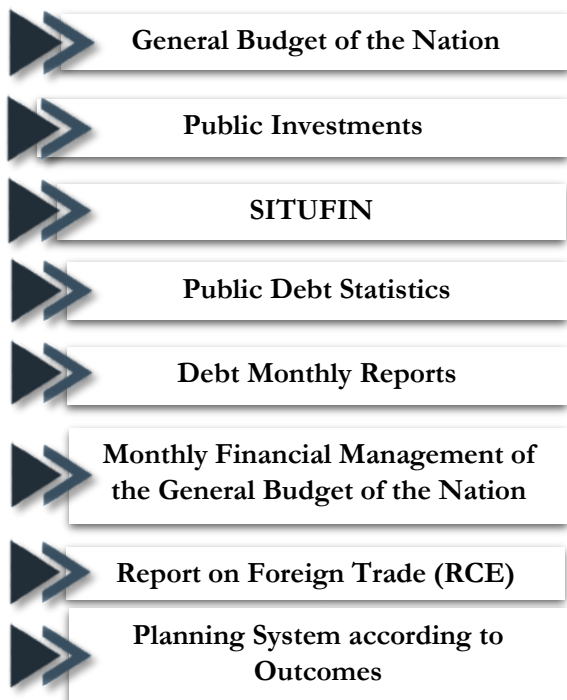 General Budget of the Nation
Public Investments
SITUFIN
Public Debt Statistics
Debt Monthly Reports
Monthly Financial Management of
the General Budget of the Nation
Report on Foreign Trade (RCE)
Planning System according to
Outcomes